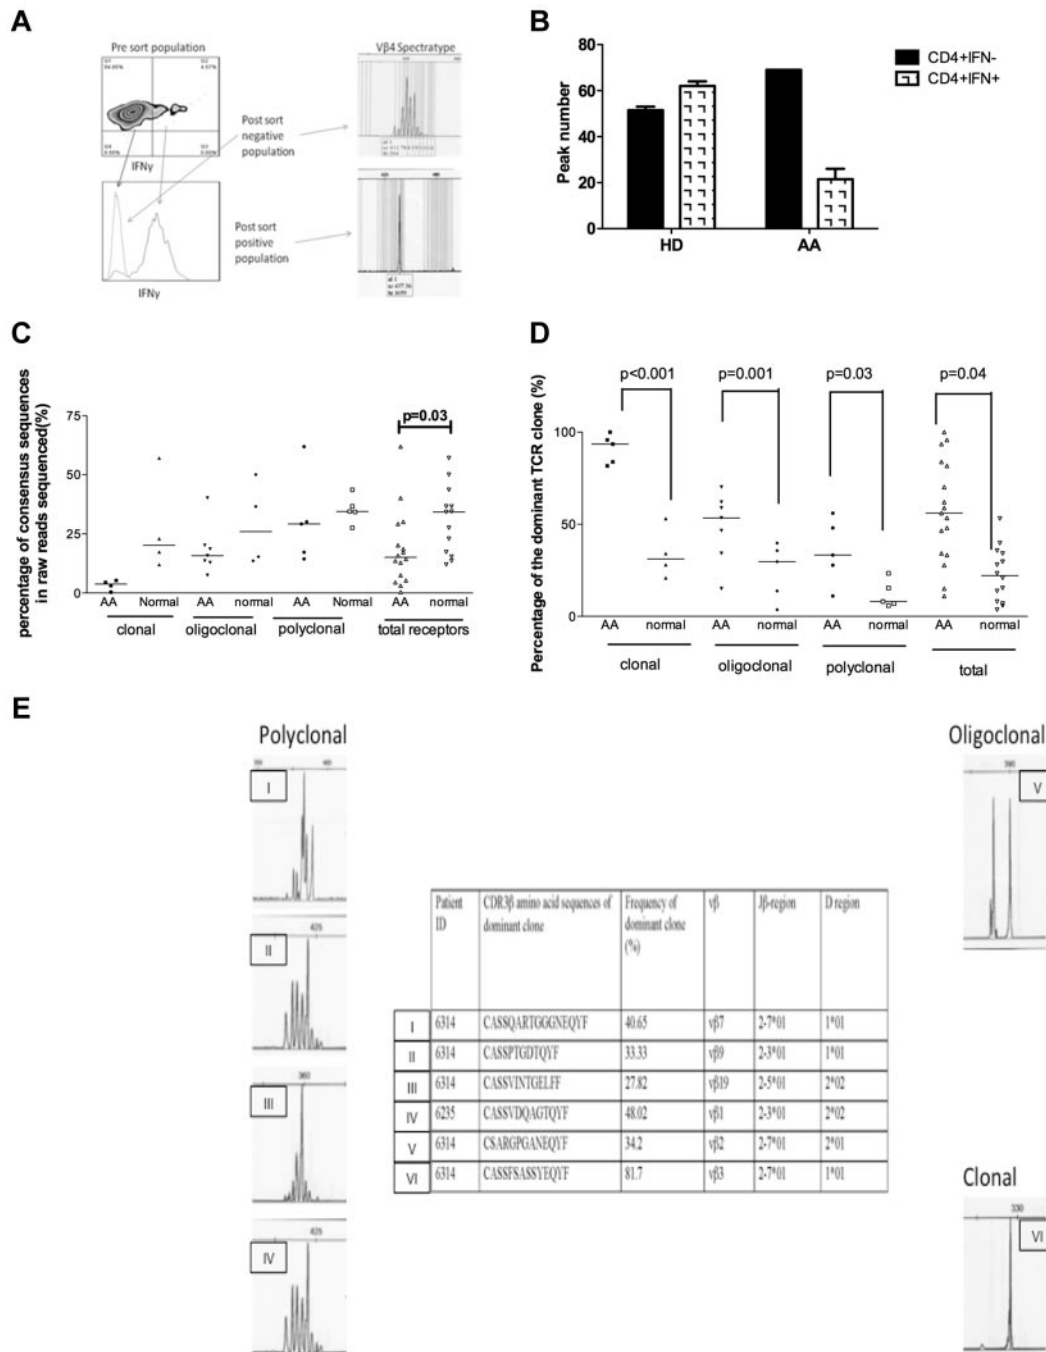 A
Pre sort population
Vβ4 Spectratype
Post sort
negative
population
IFNγ
Post sort
positive
population
IFNγ
B
Peak number
80
60
40
20
0
HD
AA
CD4+IFN-
CD4+IFN+
C
percentage of consensus sequences
in raw reads sequenced(%)
75
50
25
0
p=0.03
AA Normal AA normal AA Normal AA normal
clonal oligoclonal polyclonal total receptors
D
Percentage of the dominant TCR clone (%)
p<0.001 p=0.001 p=0.03 p=0.04
100
50
0
AA normal AA normal AA normal AA normal
clonal oligoclonal polyclonal total
E
Polyclonal
I
II
425
III
360
IV
425
Patient ID CDR3β amino acid sequences of dominant clone Frequency of dominant clone (%) vβ Jβ-region D region
I 6314 CASSQARTGGGNEQYF 40.65 vβ7 2-7*01 1*01
II 6314 CASSPTGDTQYF 33.33 vβ9 2-3*01 1*01
III 6314 CASSVINTGELFF 27.82 vβ19 2-5*01 2*02
IV 6235 CASSVDQAGTQYF 48.02 vβ1 2-3*01 2*02
V 6314 CSARGPGANEQYF 34.2 vβ2 2-7*01 2*01
VI 6314 CASSFSASSYEQYF 81.7 vβ3 2-7*01 1*01
Oligoclonal
390
V
Clonal
330
VI